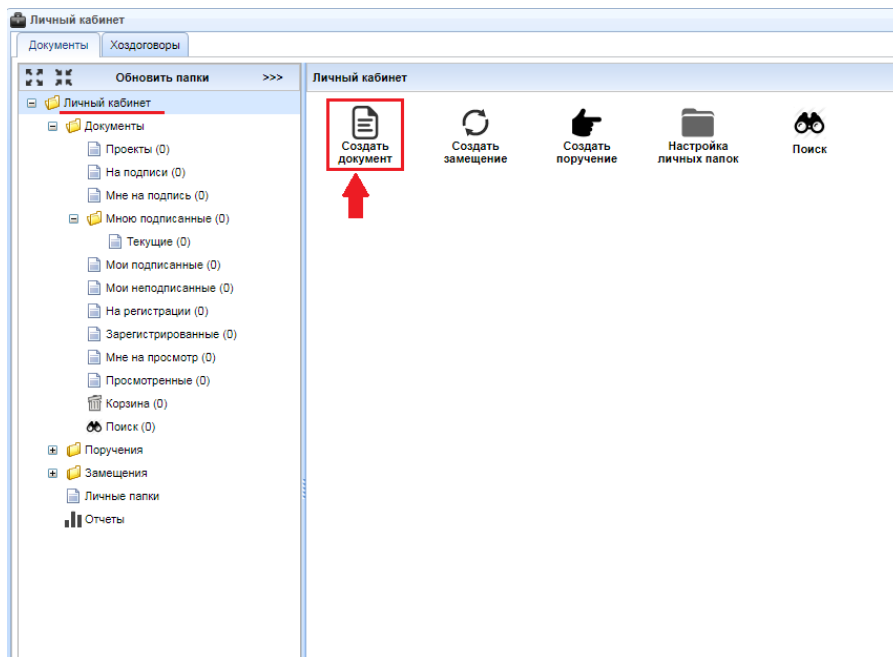 Личный кабинет
Документы
Хоздоговоры
Обновить папки >>>
Личный кабинет
Документы
Проекты (0)
На подписи (0)
Мне на подпись (0)
Мною подписанные (0)
Текущие (0)
Мои подписанные (0)
Мои неподписанные (0)
На регистрации (0)
Зарегистрированные (0)
Мне на просмотр (0)
Просмотренные (0)
Корзина (0)
Поиск (0)
Поручения
Замещения
Личные папки
Отчеты
Личный кабинет
Создать
документ
Создать
замещение
Создать
поручение
Настройка
личных папок
Поиск